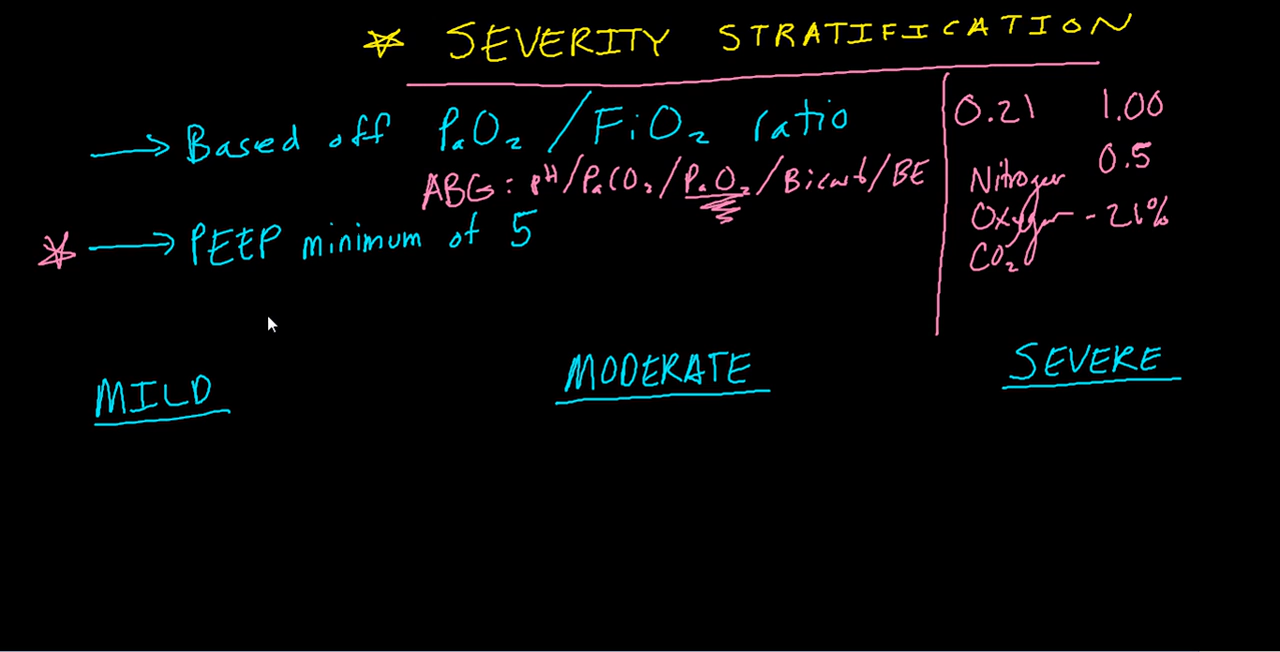 SEVERITY STRATIFICATION
Based off PaO₂ / FiO₂ ratio
ABG: pH/PaCO₂/PaO₂/Bicarb/BE
PEEP minimum of 5
0.21 1.00
0.5
Nitrogen
Oxygen - 21%
CO₂
MILD
MODERATE
SEVERE